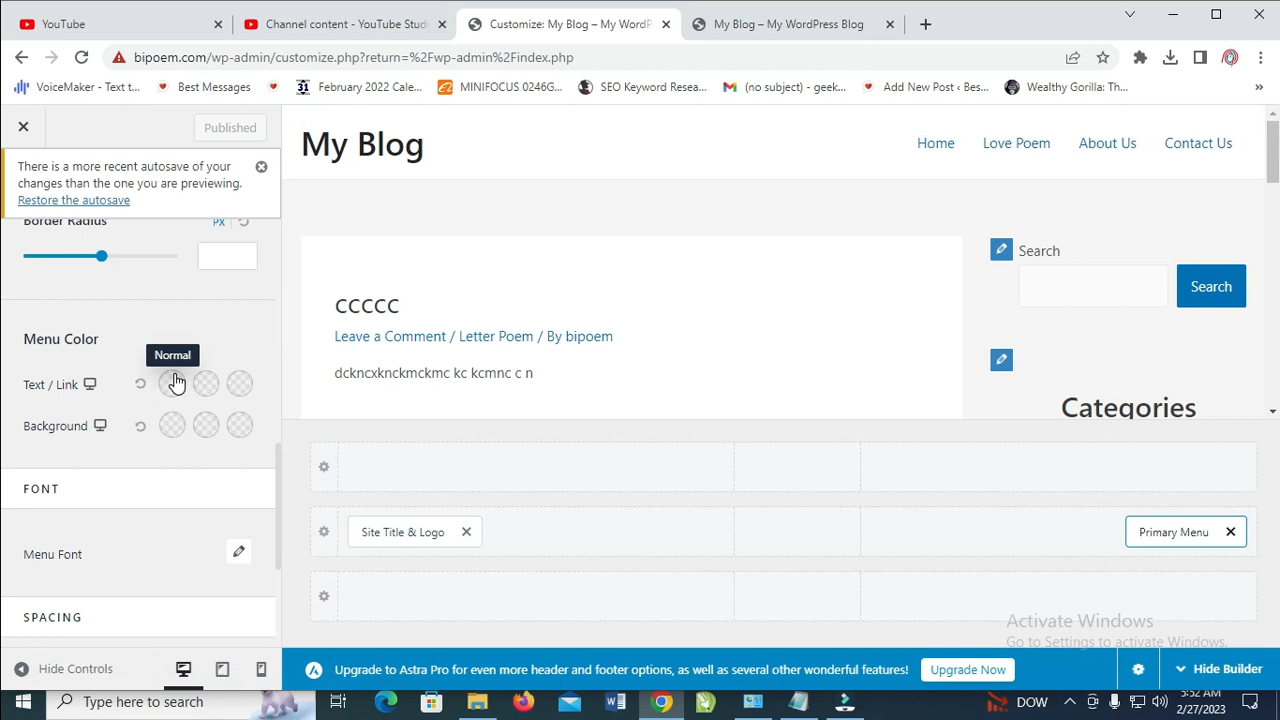 YouTube
Channel content - YouTube Stud
Customize: My Blog – My WordP
My Blog – My WordPress Blog
bipoem.com/wp-admin/customize.php?return=%2Fwp-admin%2Findex.php
VoiceMaker - Text t...
Best Messages
31
February 2022 Cale...
MINIFOCUS 0246G...
SEO Keyword Resea...
(no subject) - geek...
Add New Post ‹ Bes...
Wealthy Gorilla: Th...
»
Published
There is a more recent autosave of your
changes than the one you are previewing.
Restore the autosave
Border Radius
PX
Menu Color
Normal
Text / Link
Background
FONT
Menu Font
SPACING
Hide Controls
My Blog
Home
Love Poem
About Us
Contact Us
Search
Search
CCCCC
Leave a Comment / Letter Poem / By bipoem
dckncxknckmckmc kc kcmnc c n
Categories
Site Title & Logo
Primary Menu
Activate Windows
Go to Settings to activate Windows.
Upgrade to Astra Pro for even more header and footer options, as well as several other wonderful features!
Upgrade Now
Hide Builder
Type here to search
DOW
5:52 AM
2/27/2023